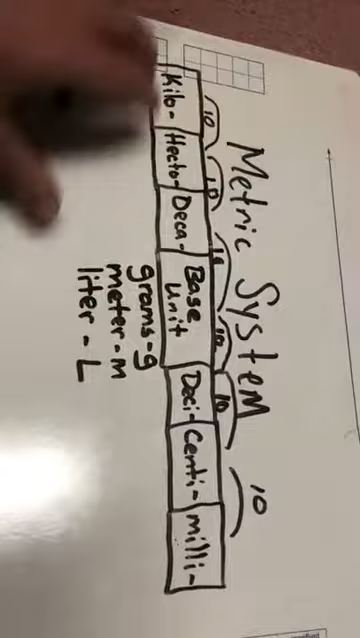 Metric System
10 10 10 10 10 10
Kilo- Hecto- Deca- Base Unit Deci- Centi- milli-
grams-g
meter-m
liter-L